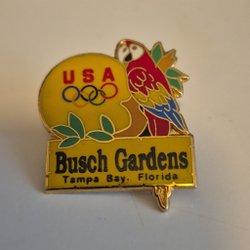 USA
Busch Gardens
Tampa Bay, Florida